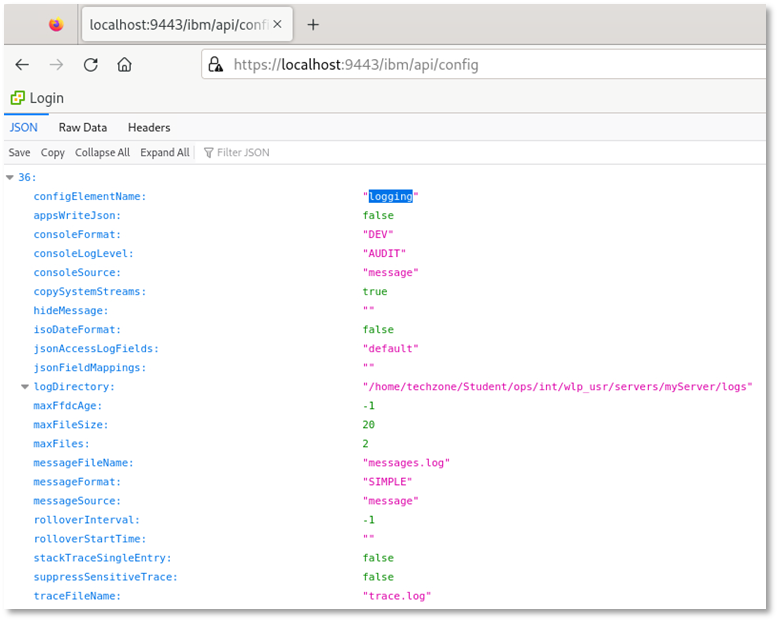 localhost:9443/ibm/api/confi
https://localhost:9443/ibm/api/config
Login
JSON Raw Data Headers
Save Copy Collapse All Expand All Filter JSON
36:
configElementName: "logging"
appsWriteJson: false
consoleFormat: "DEV"
consoleLogLevel: "AUDIT"
consoleSource: "message"
copySystemStreams: true
hideMessage: ""
isoDateFormat: false
jsonAccessLogFields: "default"
jsonFieldMappings: ""
logDirectory: "/home/techzone/Student/ops/int/wlp_usr/servers/myServer/logs"
maxFfdcAge: -1
maxFileSize: 20
maxFiles: 2
messageFileName: "messages.log"
messageFormat: "SIMPLE"
messageSource: "message"
rolloverInterval: -1
rolloverStartTime: ""
stackTraceSingleEntry: false
suppressSensitiveTrace: false
traceFileName: "trace.log"